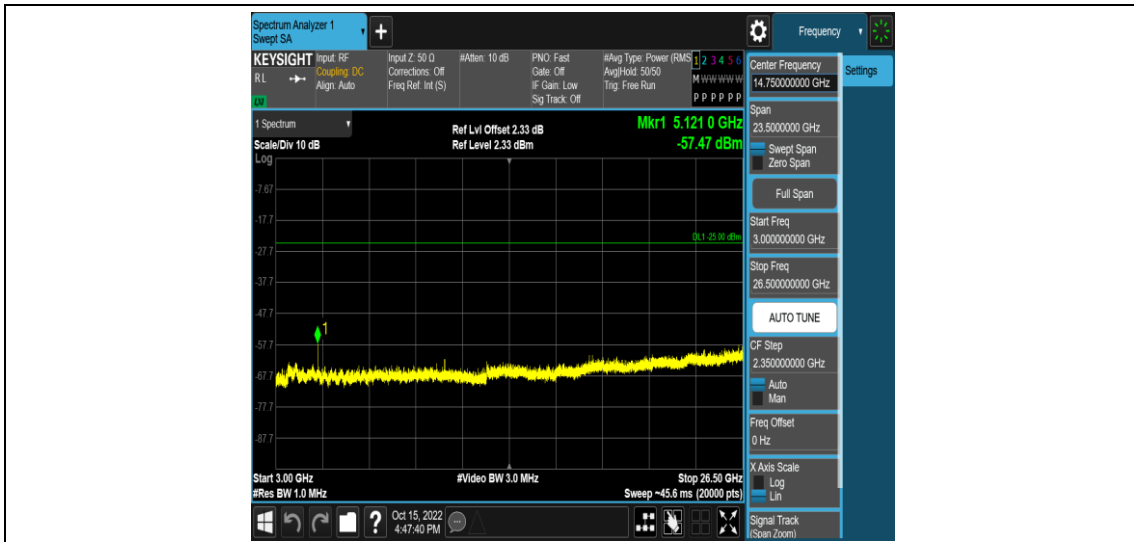 Spectrum Analyzer 1
Swept SA
Frequency
KEYSIGHT
RL
LXI
Input: RF
Coupling: DC
Align: Auto
Input Z: 50 Ω
Corrections: Off
Freq Ref: Int (S)
#Atten: 10 dB
PNO: Fast
Gate: Off
IF Gain: Low
Sig Track: Off
#Avg Type: Power (RMS
Avg|Hold: 50/50
Trig: Free Run
1 2 3 4 5 6
M W W W W W
P P P P P P
1 Spectrum
Scale/Div 10 dB
Log
Ref Lvl Offset 2.33 dB
Ref Level 2.33 dBm
Mkr1 5.121 0 GHz
-57.47 dBm
-7.67
-17.7
DL1 -25.00 dBm
-27.7
-37.7
-47.7
1
-57.7
-67.7
-77.7
-87.7
Start 3.00 GHz
#Video BW 3.0 MHz
Stop 26.50 GHz
#Res BW 1.0 MHz
Sweep ~45.6 ms (20000 pts)
?
Oct 15, 2022
4:47:40 PM
Center Frequency
14.750000000 GHz
Settings
Span
23.5000000 GHz
Swept Span
Zero Span
Full Span
Start Freq
3.000000000 GHz
Stop Freq
26.500000000 GHz
AUTO TUNE
CF Step
2.350000000 GHz
Auto
Man
Freq Offset
0 Hz
X Axis Scale
Log
Lin
Signal Track
(Span Zoom)